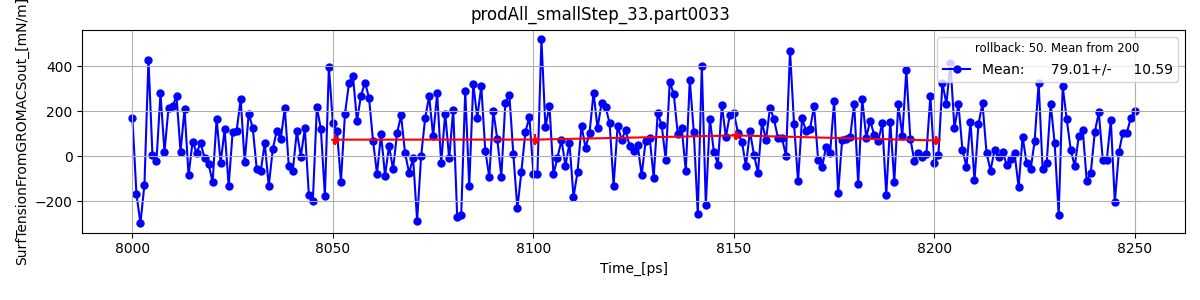 prodAll_smallStep_33.part0033
SurfTensionFromGROMACSout_[mN/m]
400
200
0
−200
rollback: 50. Mean from 200
Mean: 79.01+/- 10.59
8000 8050 8100 8150 8200 8250
Time_[ps]